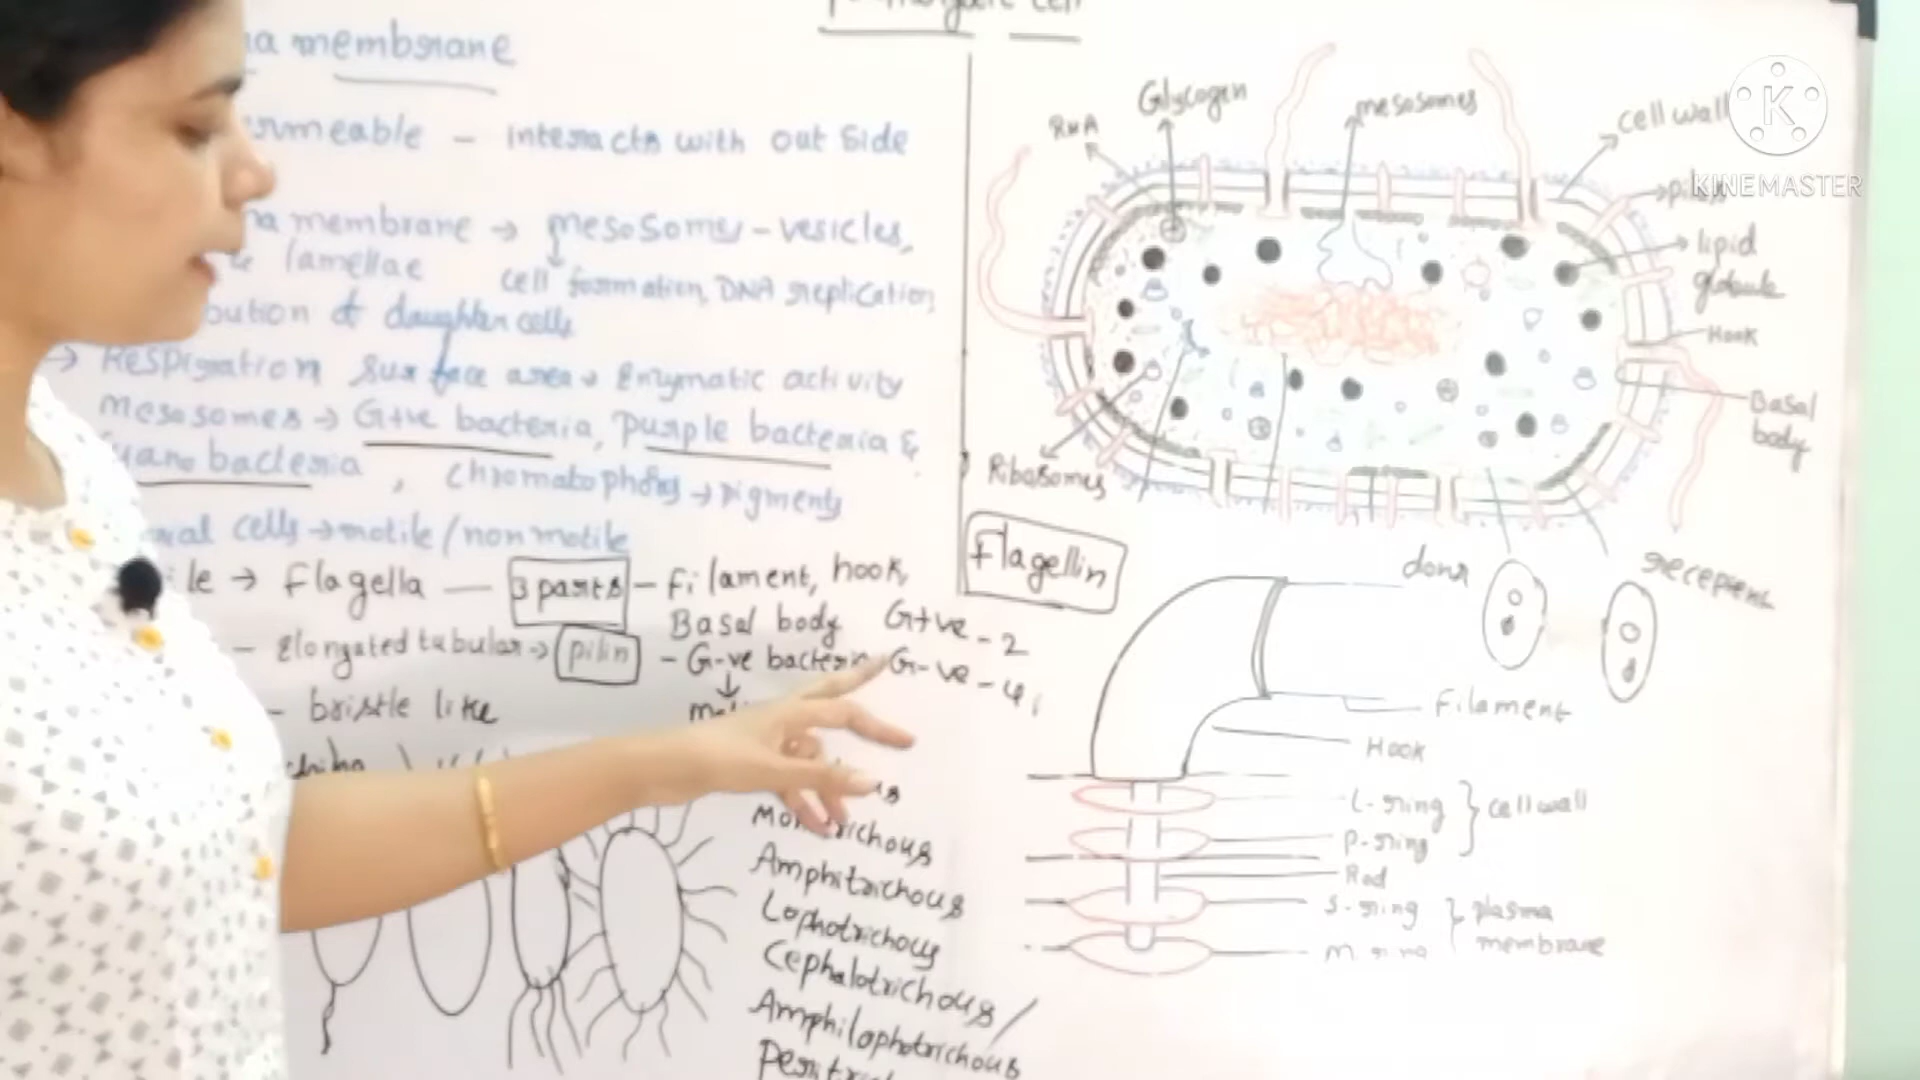 membrane
ermeable - interacts with out side
membrane → mesosomes - vesicles,
lamellae
cell formation, DNA replication,
bution of daughter cells
→ Respiration surface area, Enzymatic activity
mesosomes → G+ve bacteria, purple bacteria &
bacteria, chromatophores → pigments
cells → motile / non motile
→ Flagella — 3 parts - Filament, hook,
Basal body
G+ve - 2
- Elongated tubular → pilin - G-ve bacteria
G-ve - 4,
- bristle like
Monotrichous
Amphitrichous
Lophotrichous
Cephalotrichous /
Amphilophotrichous
cell
RNA
Glycogen
mesosomes
cell wall
KINEMASTER
lipid
globule
Hook
Basal
body
Ribosomes
Flagellin
donr
recepient
Filament
Hook
L-ring
cell wall
P-ring
Rod
S-ring
plasma
membrane
M ring